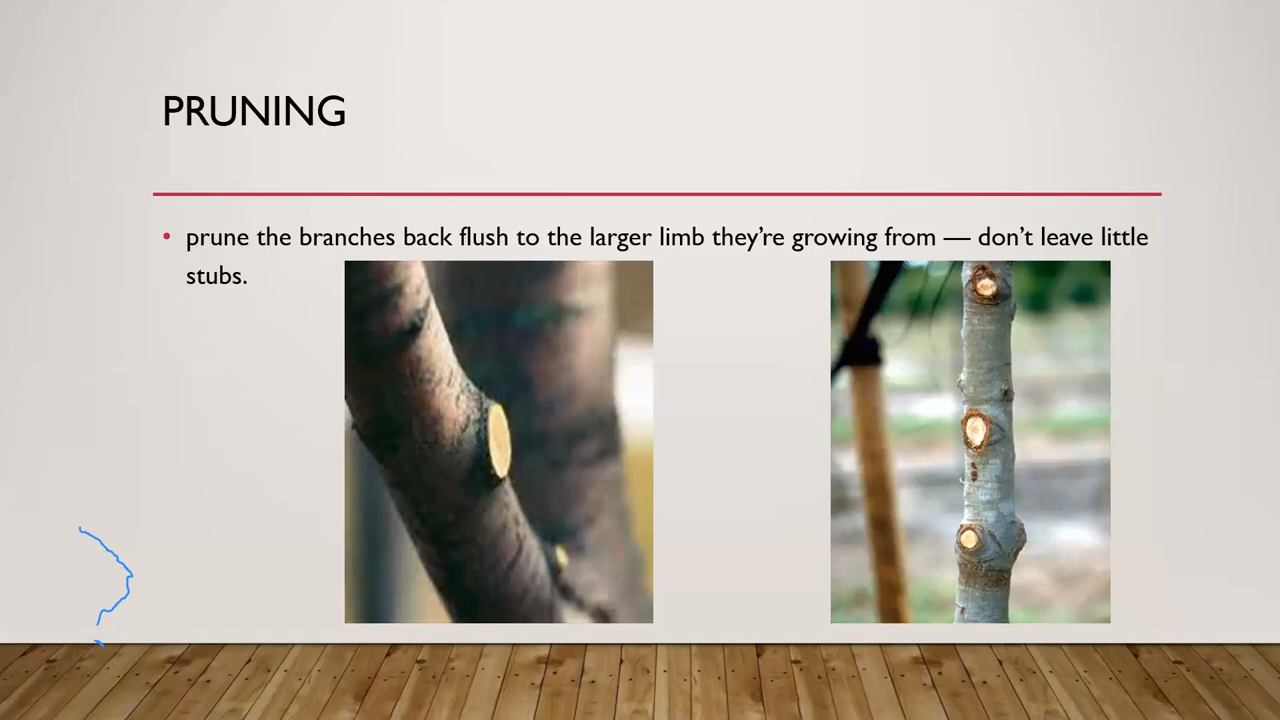 PRUNING
• prune the branches back flush to the larger limb they’re growing from — don’t leave little
stubs.